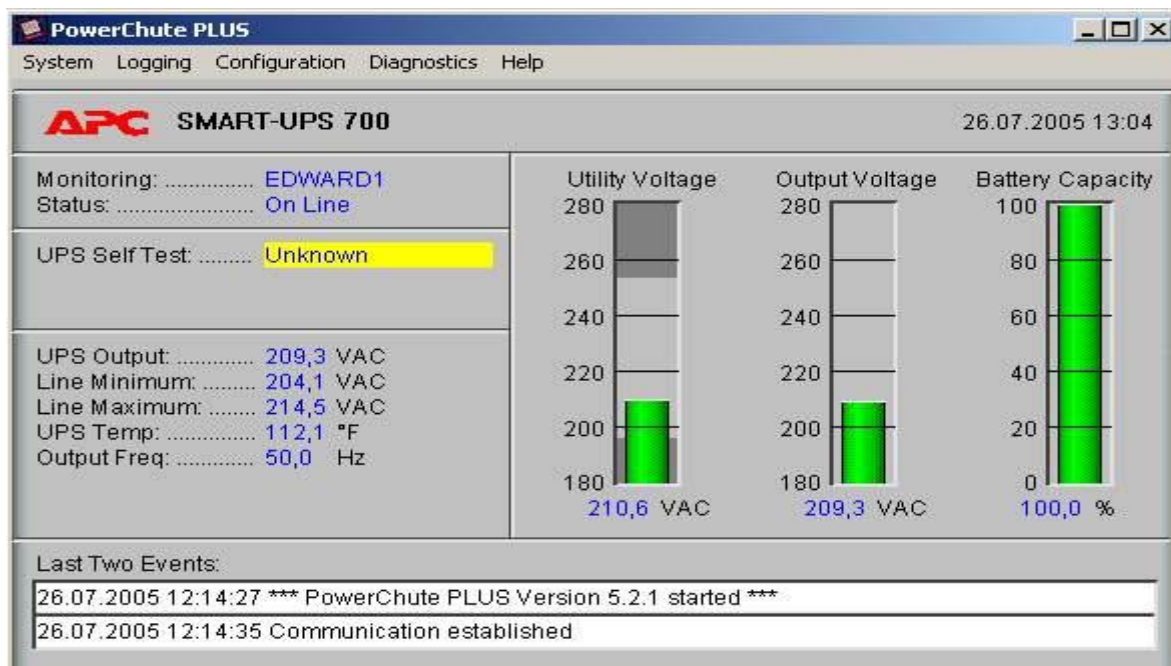 PowerChute PLUS
System Logging Configuration Diagnostics Help
APC SMART-UPS 700 26.07.2005 13:04
Monitoring: .............. EDWARD1
Status: ...................... On Line
UPS Self Test: ......... Unknown
UPS Output: ............. 209,3 VAC
Line Minimum: ......... 204,1 VAC
Line Maximum: ........ 214,5 VAC
UPS Temp: ............... 112,1 °F
Output Freq: ............. 50,0 Hz
Utility Voltage
280
260
240
220
200
180
210,6 VAC
Output Voltage
280
260
240
220
200
180
209,3 VAC
Battery Capacity
100
80
60
40
20
0
100,0 %
Last Two Events:
26.07.2005 12:14:27 *** PowerChute PLUS Version 5.2.1 started ***
26.07.2005 12:14:35 Communication established